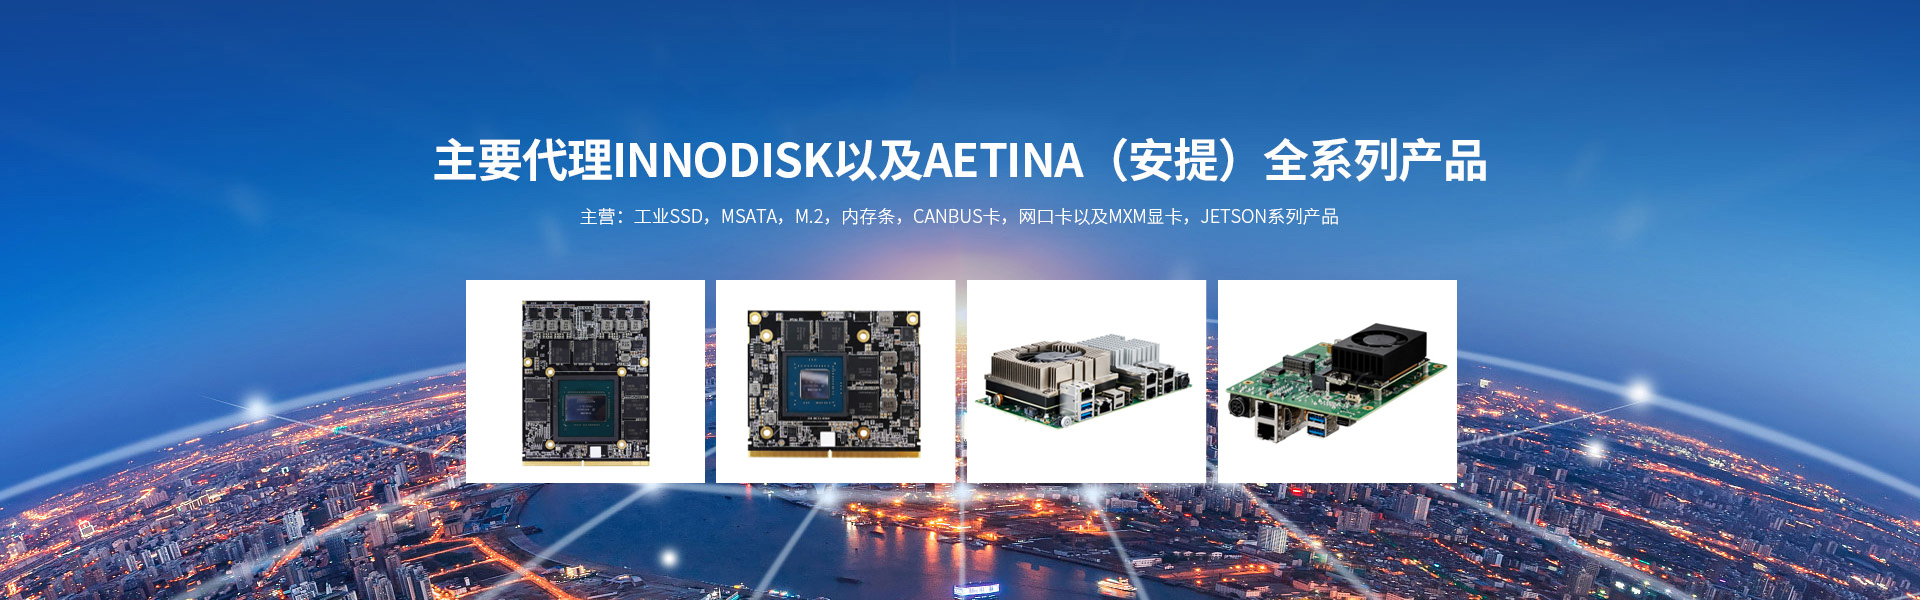 主要代理INNODISK以及AETINA（安提）全系列产品
主营：工业SSD，MSATA，M.2，内存条，CANBUS卡，网口卡以及MXM显卡，JETSON系列产品